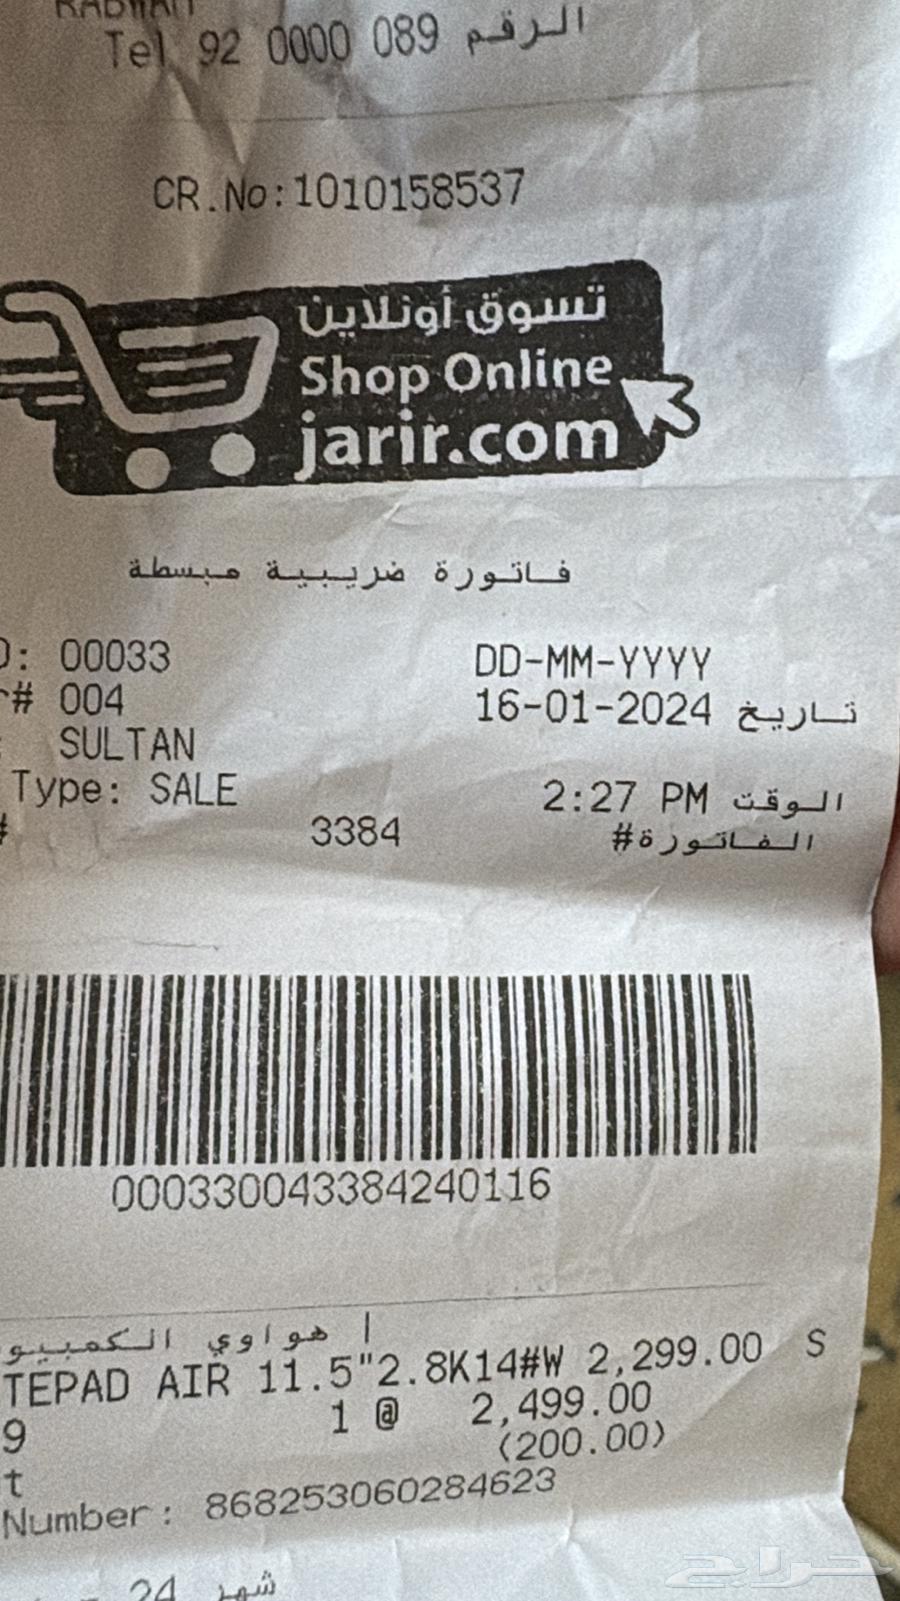 RADWAN
Tel 92 0000 089 الرقم
CR.No:1010158537
تسوق أونلاين
Shop Online
jarir.com
فاتورة ضريبية مبسطة
D: 00033 DD-MM-YYYY
r# 004 16-01-2024 تاريخ
: SULTAN
Type: SALE 2:27 PM الوقت
# 3384 الفاتورة#
000330043384240116
هواوي الكمبيو
TEPAD AIR 11.5"2.8K14#W 2,299.00 S
9 1 @ 2,499.00
(200.00)
t
Number: 868253060284623
24 شهر
حراج